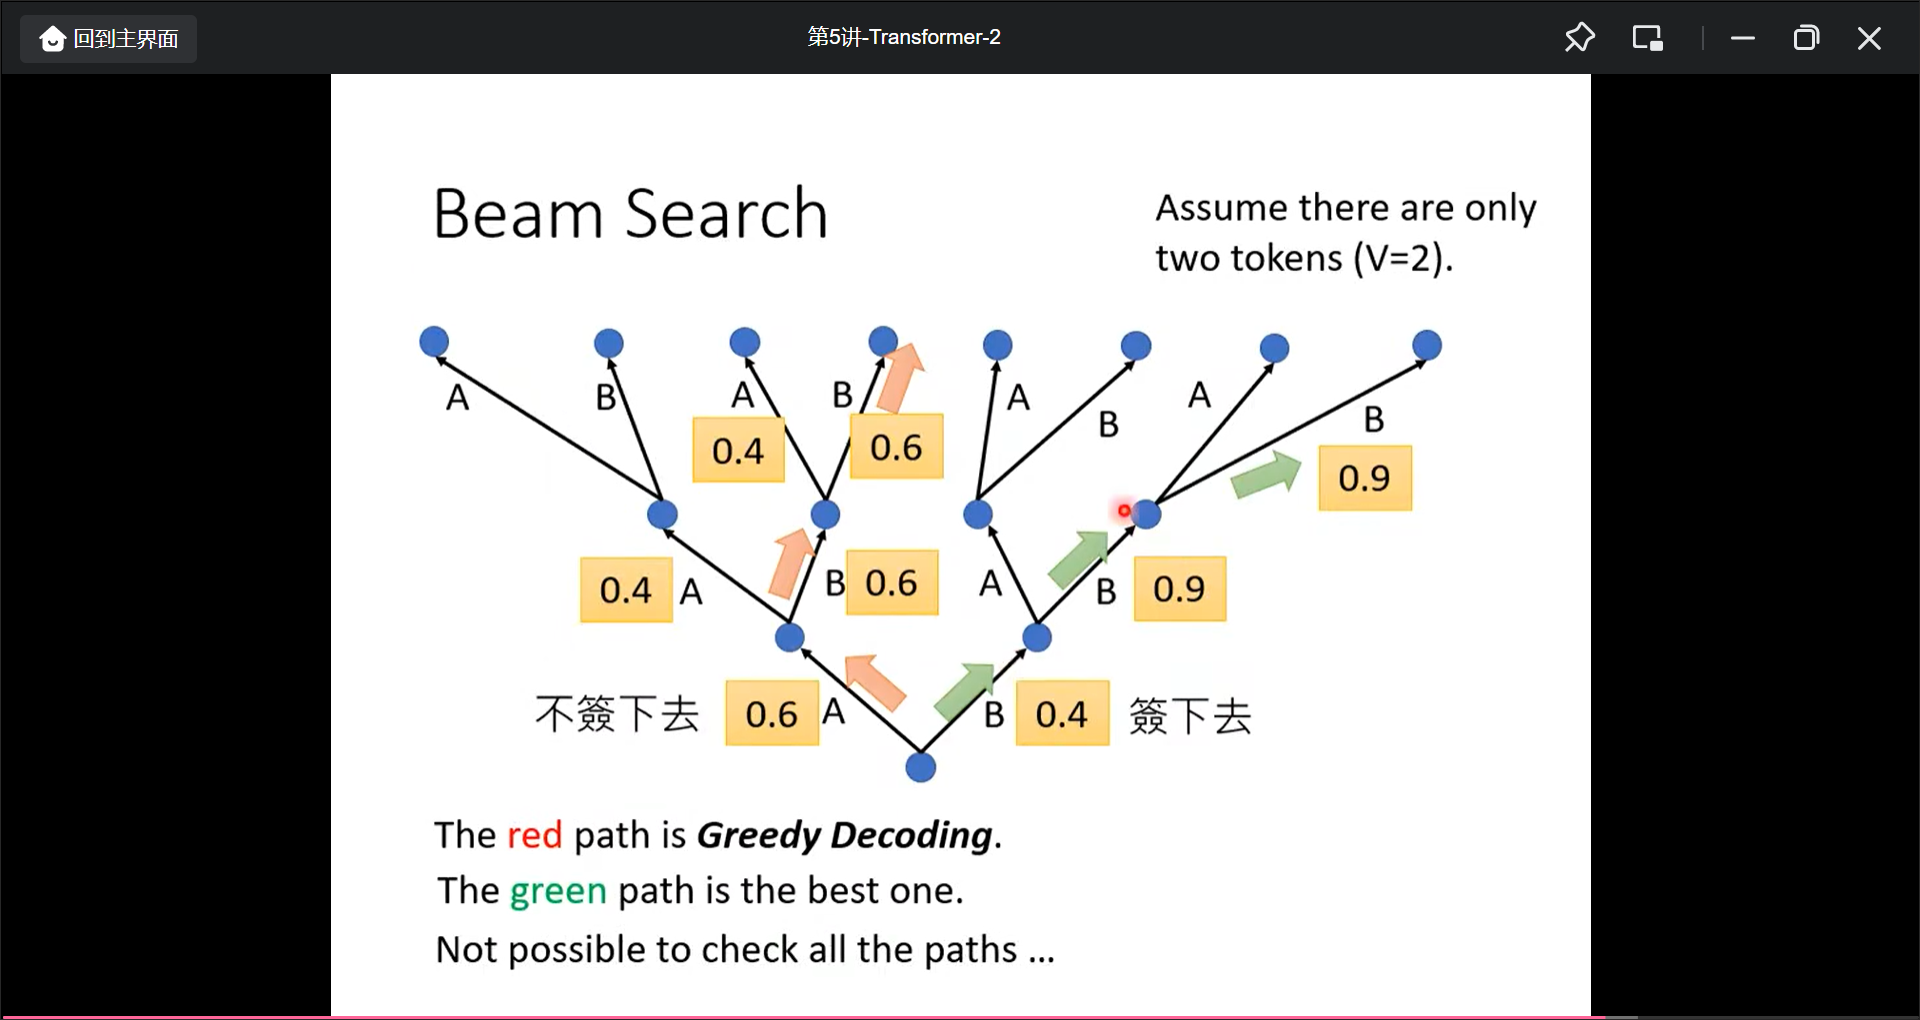 回到主界面
第5讲-Transformer-2
Beam Search
Assume there are only
two tokens (V=2).
A
B
A
B
A
B
A
B
0.4
0.6
0.9
0.4
A
B
0.6
A
B
0.9
不簽下去
0.6
A
B
0.4
簽下去
The red path is Greedy Decoding.
The green path is the best one.
Not possible to check all the paths ...